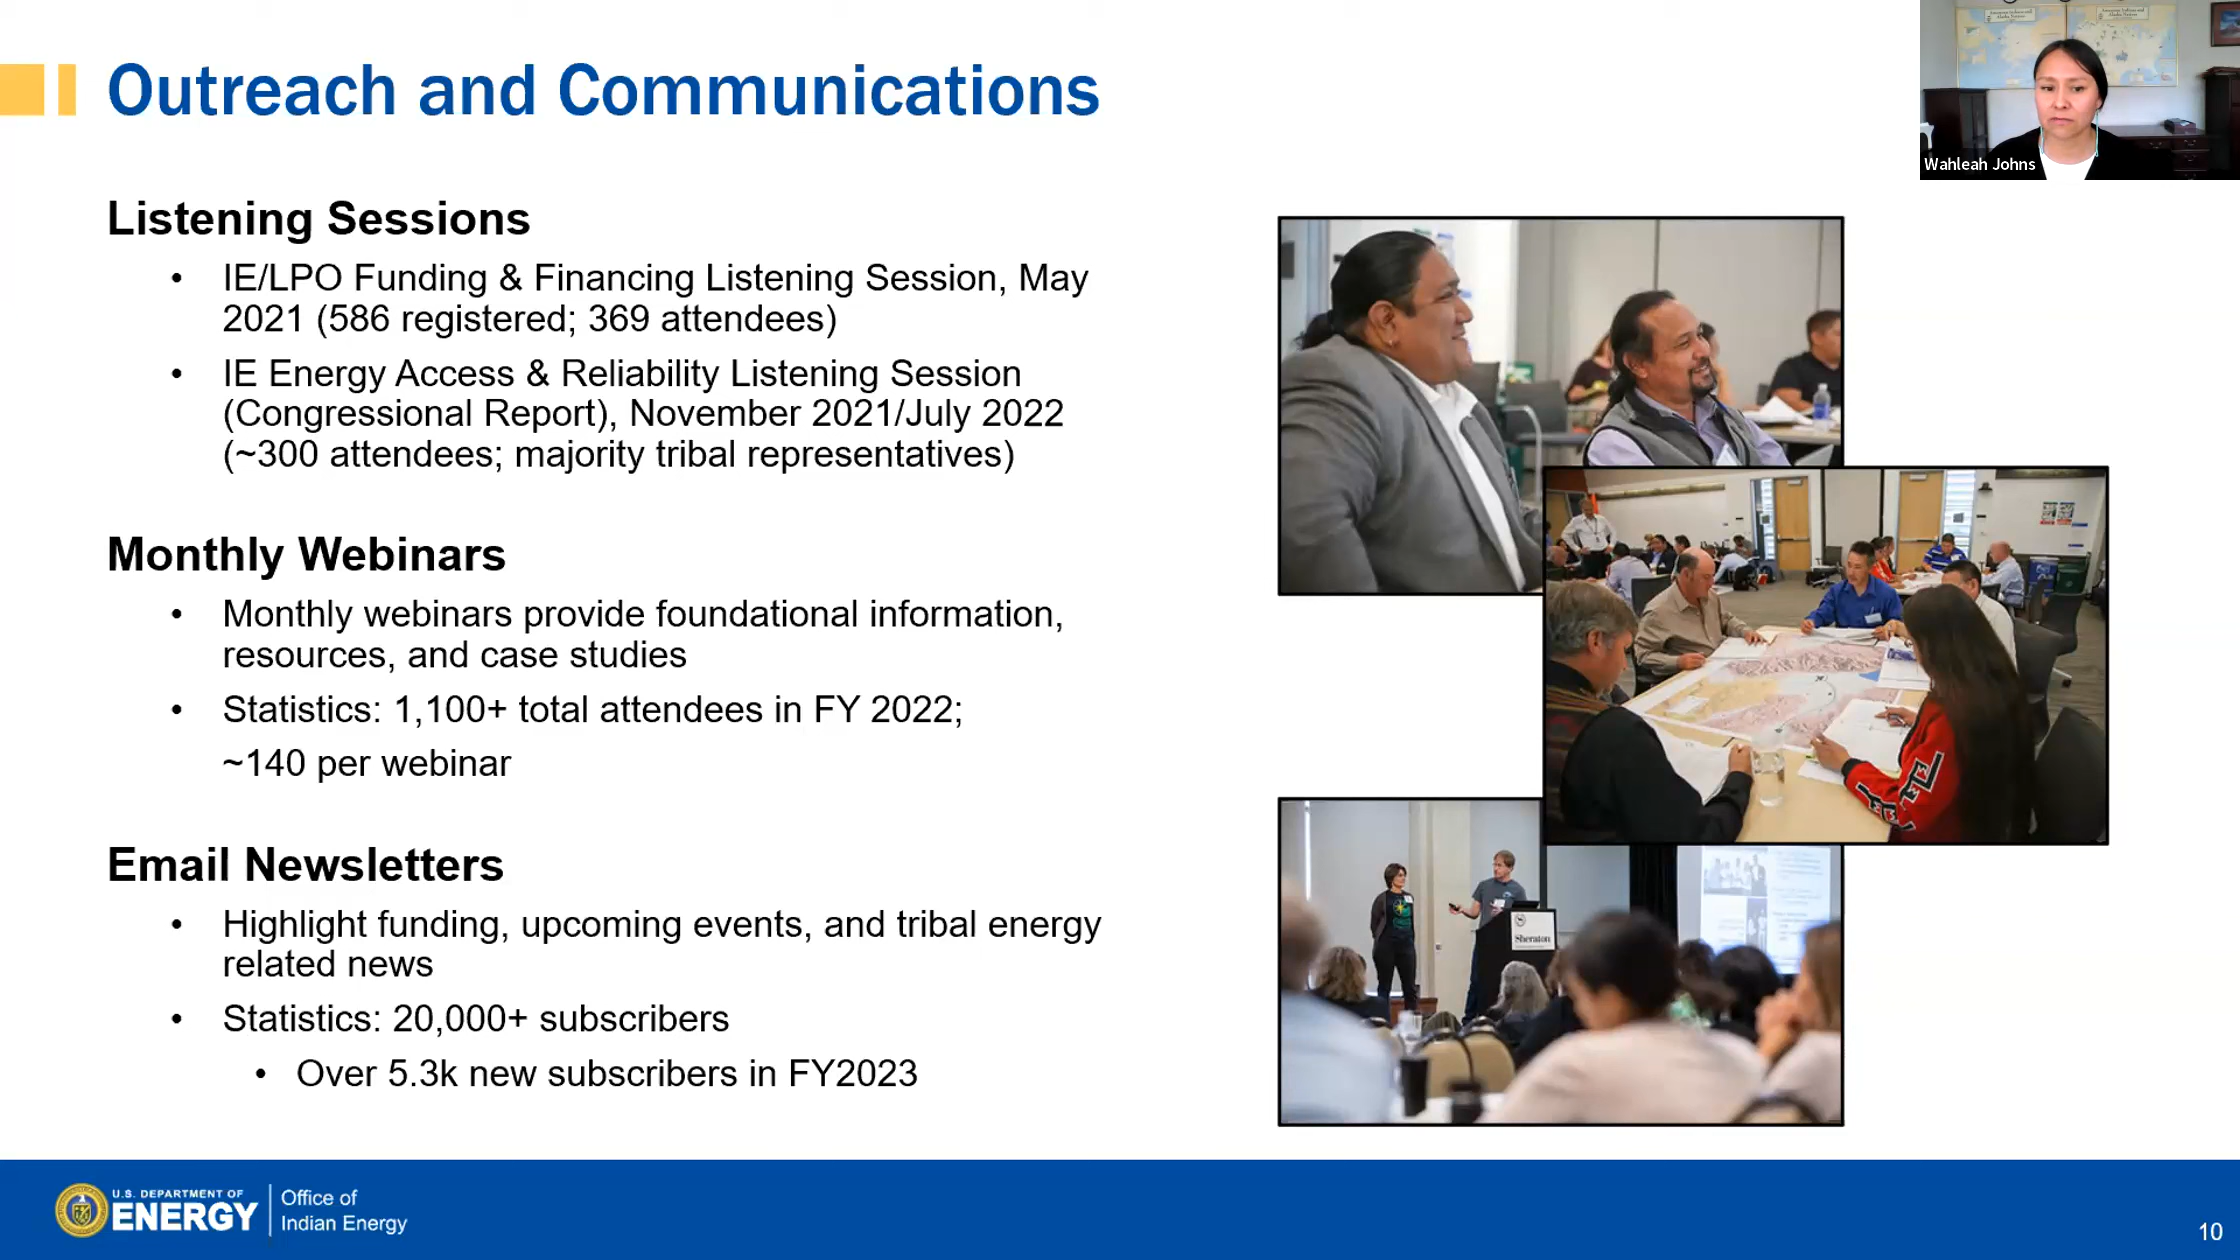 Outreach and Communications
Wahleah Johns
Listening Sessions
• IE/LPO Funding & Financing Listening Session, May
2021 (586 registered; 369 attendees)
• IE Energy Access & Reliability Listening Session
(Congressional Report), November 2021/July 2022
(~300 attendees; majority tribal representatives)
Monthly Webinars
• Monthly webinars provide foundational information,
resources, and case studies
• Statistics: 1,100+ total attendees in FY 2022;
~140 per webinar
Email Newsletters
• Highlight funding, upcoming events, and tribal energy
related news
• Statistics: 20,000+ subscribers
• Over 5.3k new subscribers in FY2023
Sheraton
U.S. DEPARTMENT OF
ENERGY
Office of
Indian Energy
10